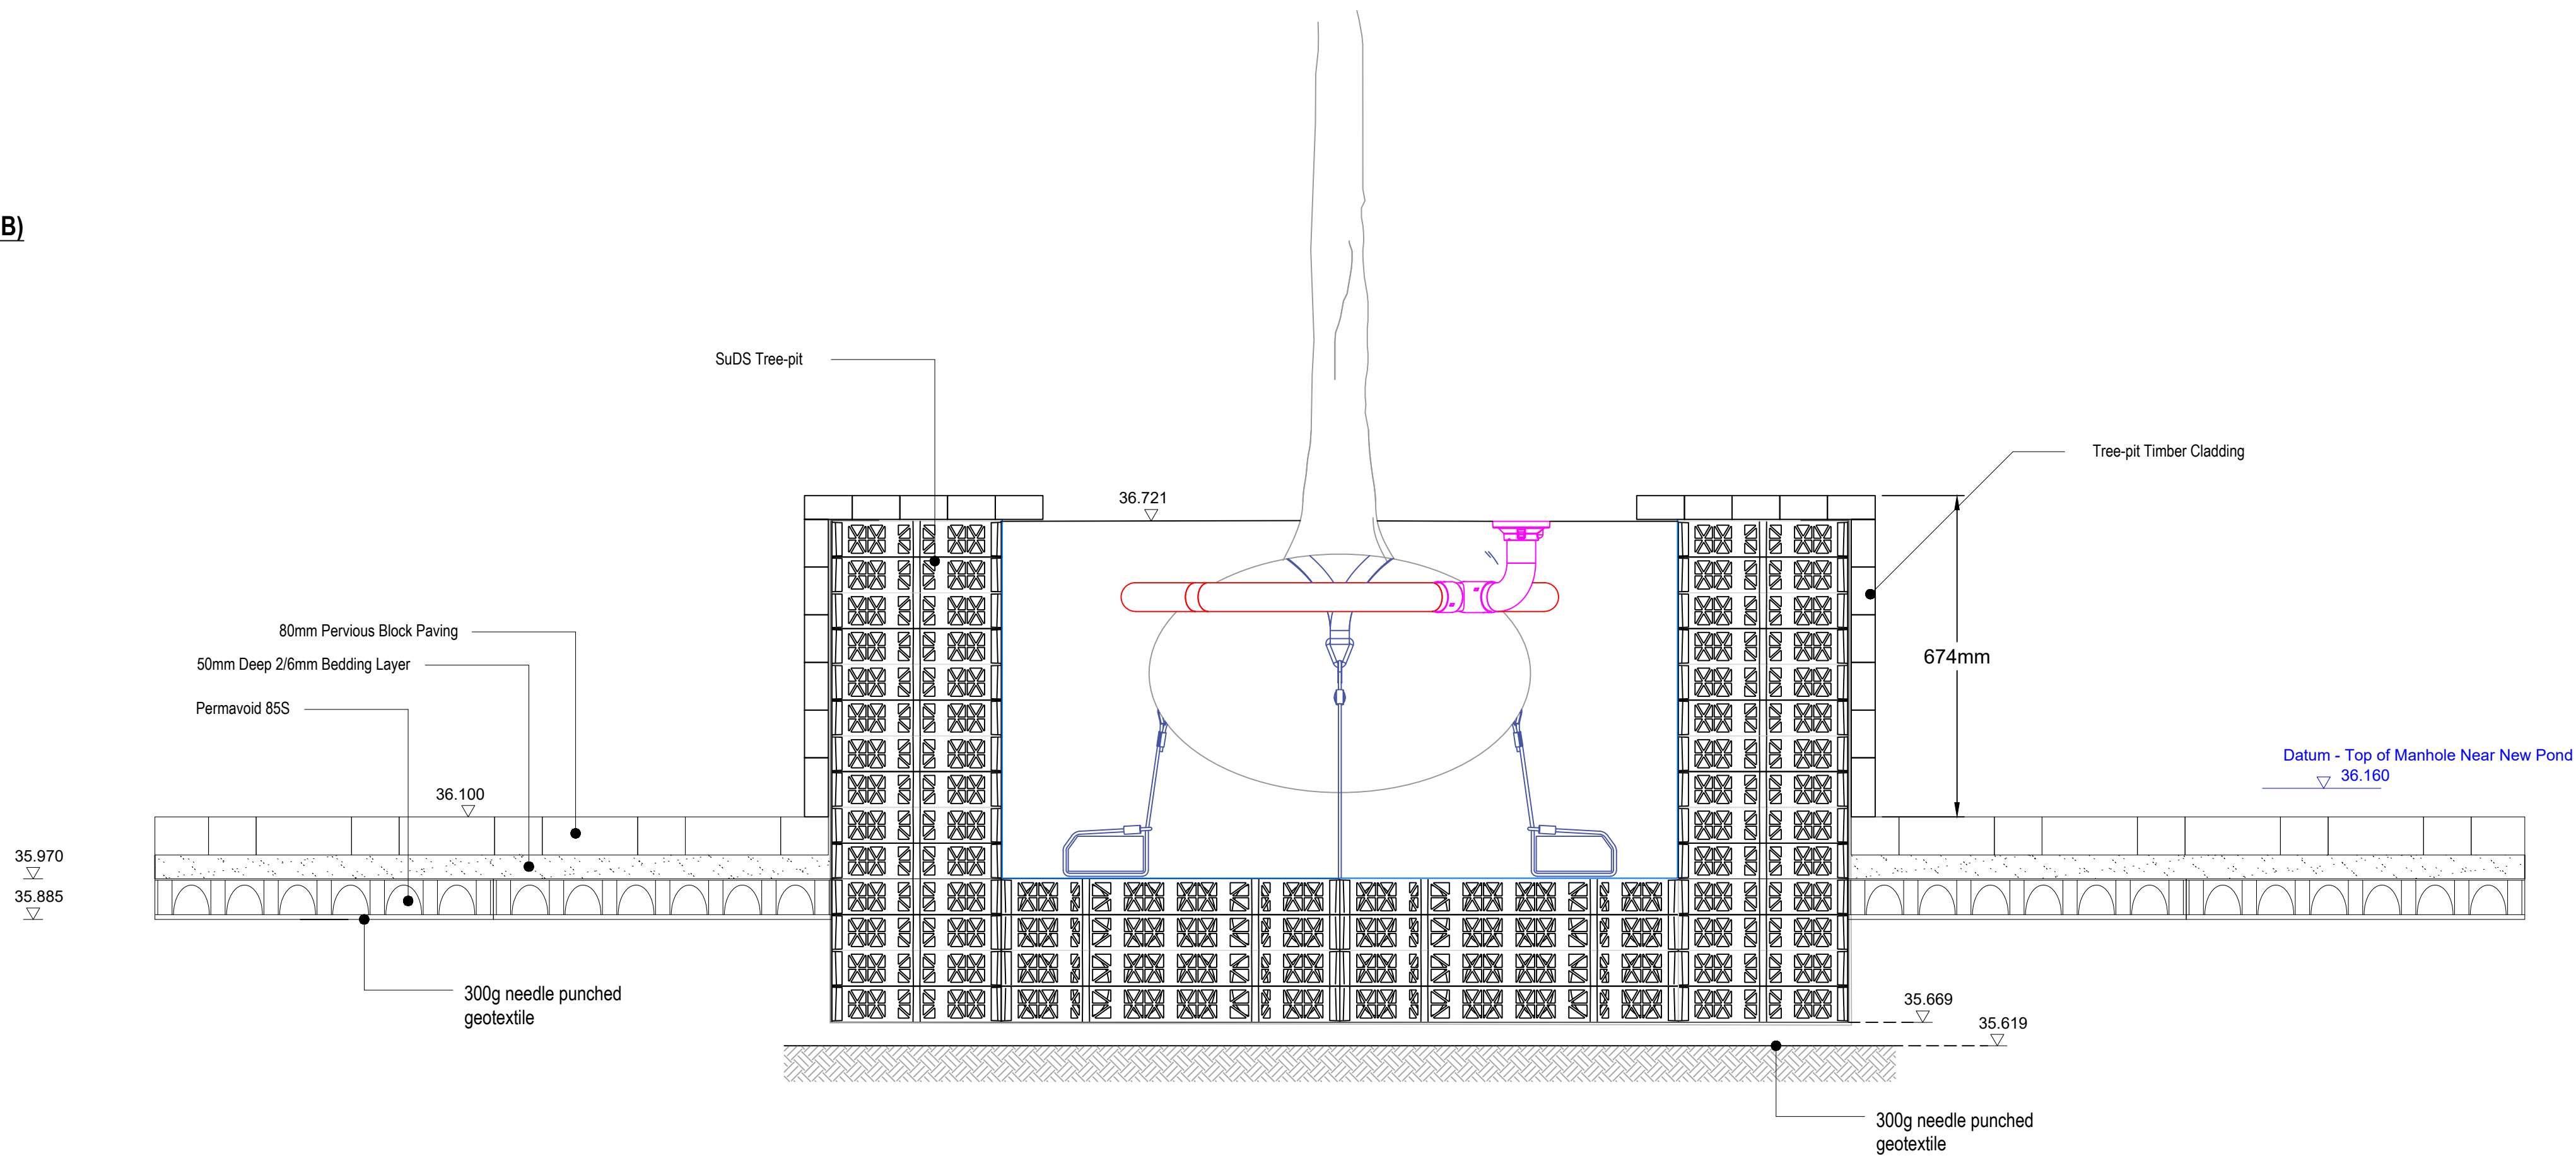 B)
SuDS Tree-pit
Tree-pit Timber Cladding
36.721
80mm Pervious Block Paving
50mm Deep 2/6mm Bedding Layer
674mm
Permavoid 85S
Datum - Top of Manhole Near New Pond
36.160
36.100
35.970
35.885
300g needle punched
geotextile
35.669
35.619
300g needle punched
geotextile